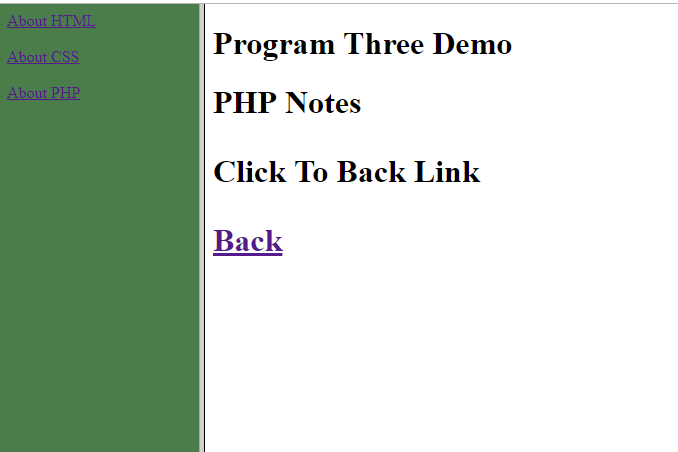 About HTML
About CSS
About PHP
Program Three Demo
PHP Notes
Click To Back Link
Back